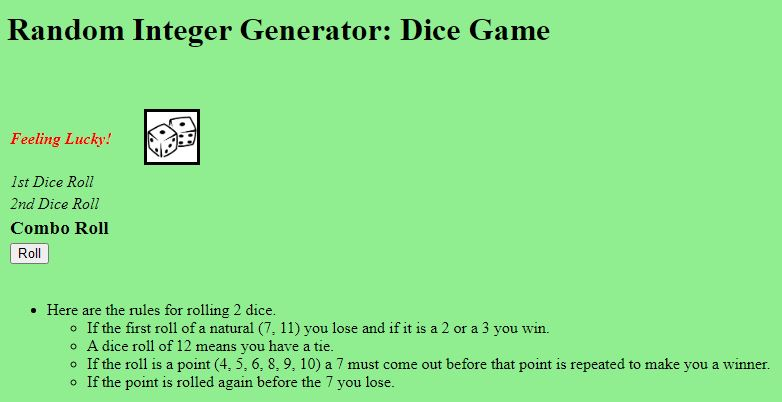 Random Integer Generator: Dice Game
Feeling Lucky!
1st Dice Roll
2nd Dice Roll
Combo Roll
Roll
Here are the rules for rolling 2 dice.
If the first roll of a natural (7, 11) you lose and if it is a 2 or a 3 you win.
A dice roll of 12 means you have a tie.
If the roll is a point (4, 5, 6, 8, 9, 10) a 7 must come out before that point is repeated to make you a winner.
If the point is rolled again before the 7 you lose.